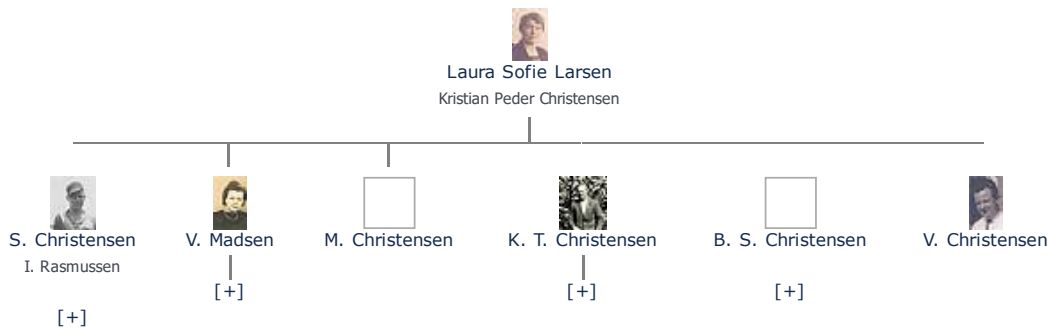 Laura Sofie Larsen
Kristian Peder Christensen
S. Christensen
I. Rasmussen
[+]
V. Madsen
[+]
M. Christensen
K. T. Christensen
[+]
B. S. Christensen
[+]
V. Christensen